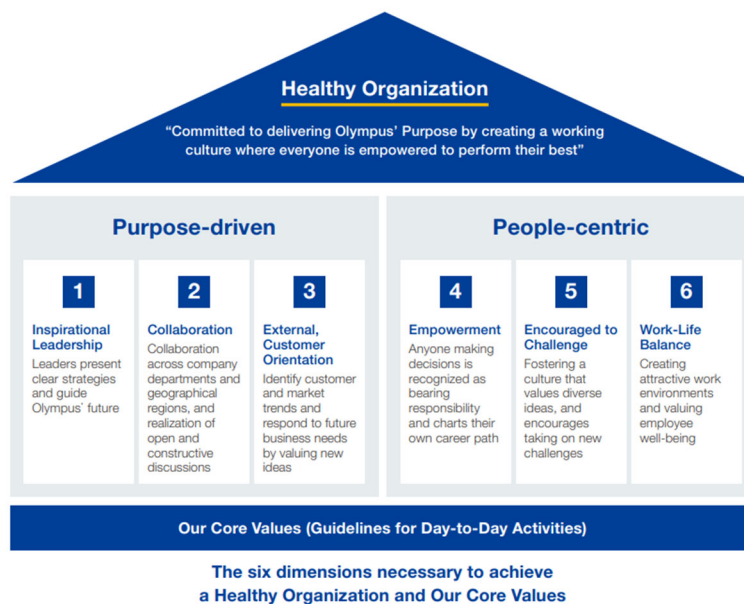 Healthy Organization
“Committed to delivering Olympus’ Purpose by creating a working
culture where everyone is empowered to perform their best”
Purpose-driven
1
Inspirational
Leadership
Leaders present
clear strategies
and guide
Olympus’ future
2
Collaboration
Collaboration
across company
departments and
geographical
regions, and
realization of
open and
constructive
discussions
3
External,
Customer
Orientation
Identify customer
and market
trends and
respond to future
business needs
by valuing new
ideas
People-centric
4
Empowerment
Anyone making
decisions is
recognized as
bearing
responsibility
and charts their
own career path
5
Encouraged to
Challenge
Fostering a
culture that
values diverse
ideas, and
encourages
taking on new
challenges
6
Work-Life
Balance
Creating
attractive work
environments
and valuing
employee
well-being
Our Core Values (Guidelines for Day-to-Day Activities)
The six dimensions necessary to achieve
a Healthy Organization and Our Core Values